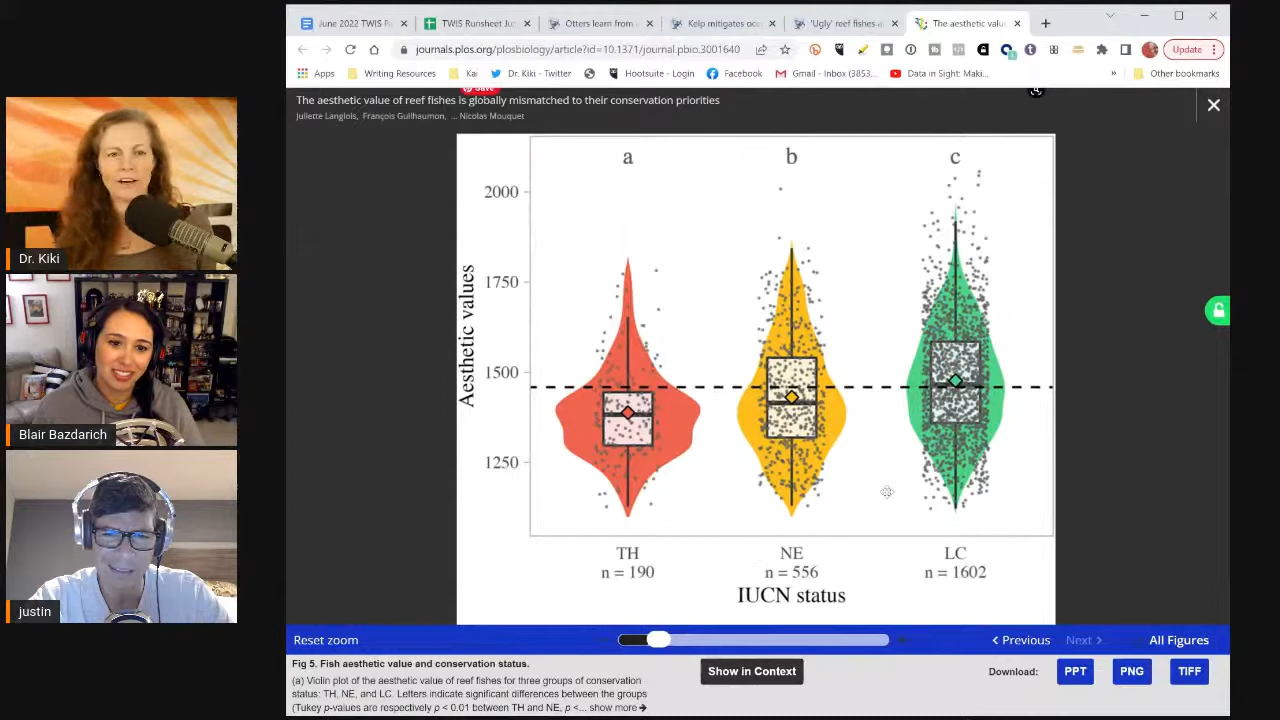 June 2022 TWIS Pa
TWIS Runsheet Ju
Otters learn from
Kelp mitigates oce
'Ugly' reef fishes a
The aesthetic valu
journals.plos.org/plosbiology/article?id=10.1371/journal.pbio.3001640
Update
Apps
Writing Resources
Kai
Dr. Kiki - Twitter
Hootsuite - Login
Facebook
Gmail - Inbox (3853...
Data in Sight: Maki...
»
Other bookmarks
Save
The aesthetic value of reef fishes is globally mismatched to their conservation priorities
Juliette Langlois, François Guilhaumon, ... Nicolas Mouquet
a
b
c
2000
1750
1500
1250
Aesthetic values
TH
NE
LC
n = 190
n = 556
n = 1602
IUCN status
Dr. Kiki
Blair Bazdarich
justin
Reset zoom
Previous
Next
All Figures
Fig 5. Fish aesthetic value and conservation status.
(a) Violin plot of the aesthetic value of reef fishes for three groups of conservation
status: TH, NE, and LC. Letters indicate significant differences between the groups
(Tukey p-values are respectively p < 0.01 between TH and NE, p <... show more
Show in Context
Download:
PPT
PNG
TIFF